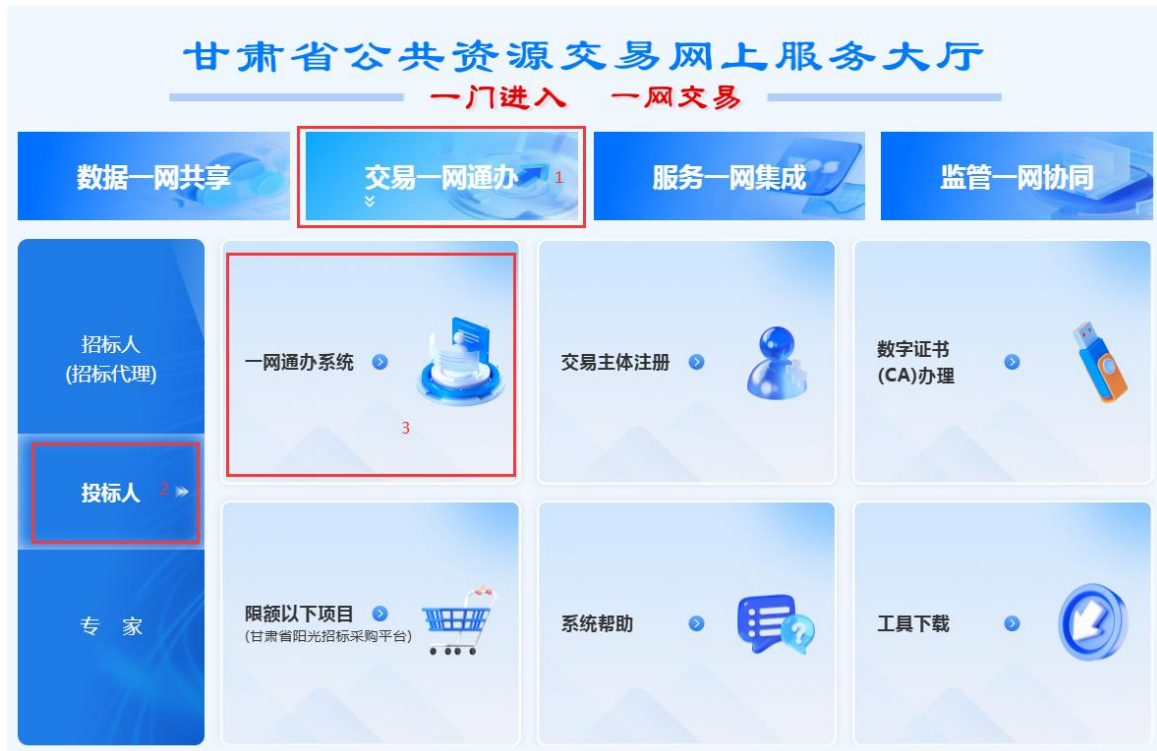 甘肃省公共资源交易网上服务大厅
一门进入 一网交易
数据一网共享
交易一网通办 1
服务一网集成
监管一网协同
招标人
(招标代理)
投标人 2
专 家
一网通办系统
3
交易主体注册
数字证书
(CA)办理
限额以下项目
(甘肃省阳光招标采购平台)
系统帮助
工具下载